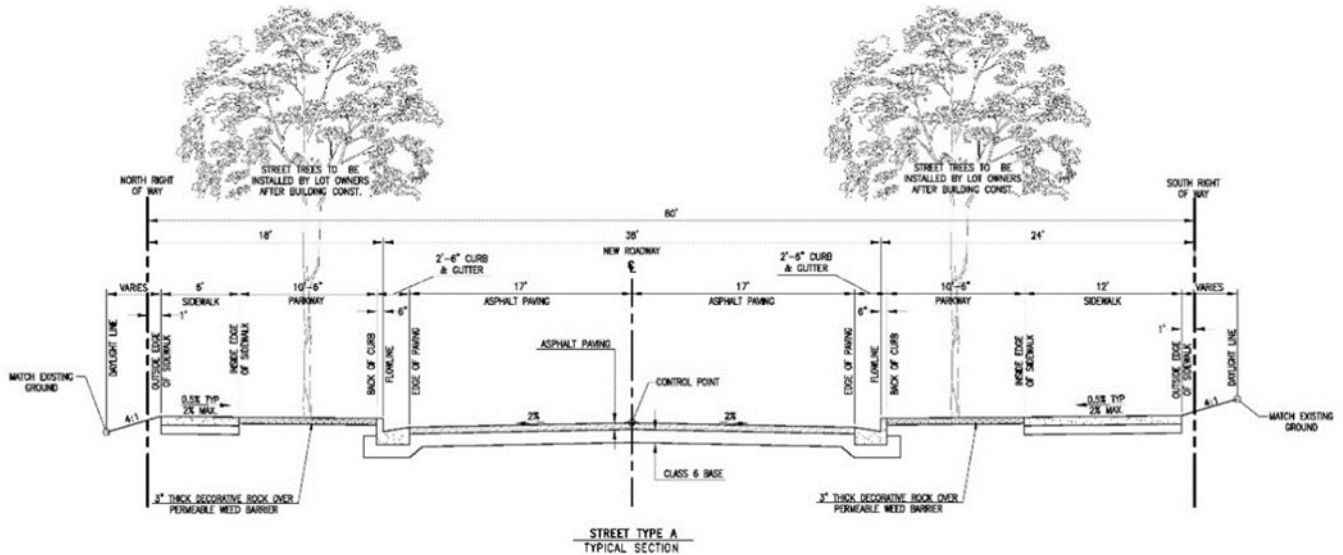 STREET TREES TO BE
INSTALLED BY LOT OWNERS
AFTER BUILDING CONST.
STREET TREES TO BE
INSTALLED BY LOT OWNERS
AFTER BUILDING CONST.
NORTH RIGHT
OF WAY
SOUTH RIGHT
OF WAY
80'
18'
38'
24'
NEW ROADWAY
℄
2'-6" CURB
& GUTTER
2'-6" CURB
& GUTTER
VARIES
6'
SIDEWALK
10'-6"
PARKWAY
17'
ASPHALT PAVING
17'
ASPHALT PAVING
10'-6"
PARKWAY
12'
SIDEWALK
VARIES
1"
6"
6"
1"
DAYLIGHT LINE
OUTSIDE EDGE
OF SIDEWALK
INSIDE EDGE
OF SIDEWALK
BACK OF CURB
FLOWLINE
EDGE OF PAVING
ASPHALT PAVING
CONTROL POINT
EDGE OF PAVING
FLOWLINE
BACK OF CURB
INSIDE EDGE
OF SIDEWALK
OUTSIDE EDGE
OF SIDEWALK
DAYLIGHT LINE
MATCH EXISTING
GROUND
4:1
0.5% TYP
2% MAX.
2%
2%
0.5% TYP
2% MAX.
4:1
MATCH EXISTING
GROUND
CLASS 6 BASE
3" THICK DECORATIVE ROCK OVER
PERMEABLE WEED BARRIER
3" THICK DECORATIVE ROCK OVER
PERMEABLE WEED BARRIER
STREET TYPE A
TYPICAL SECTION